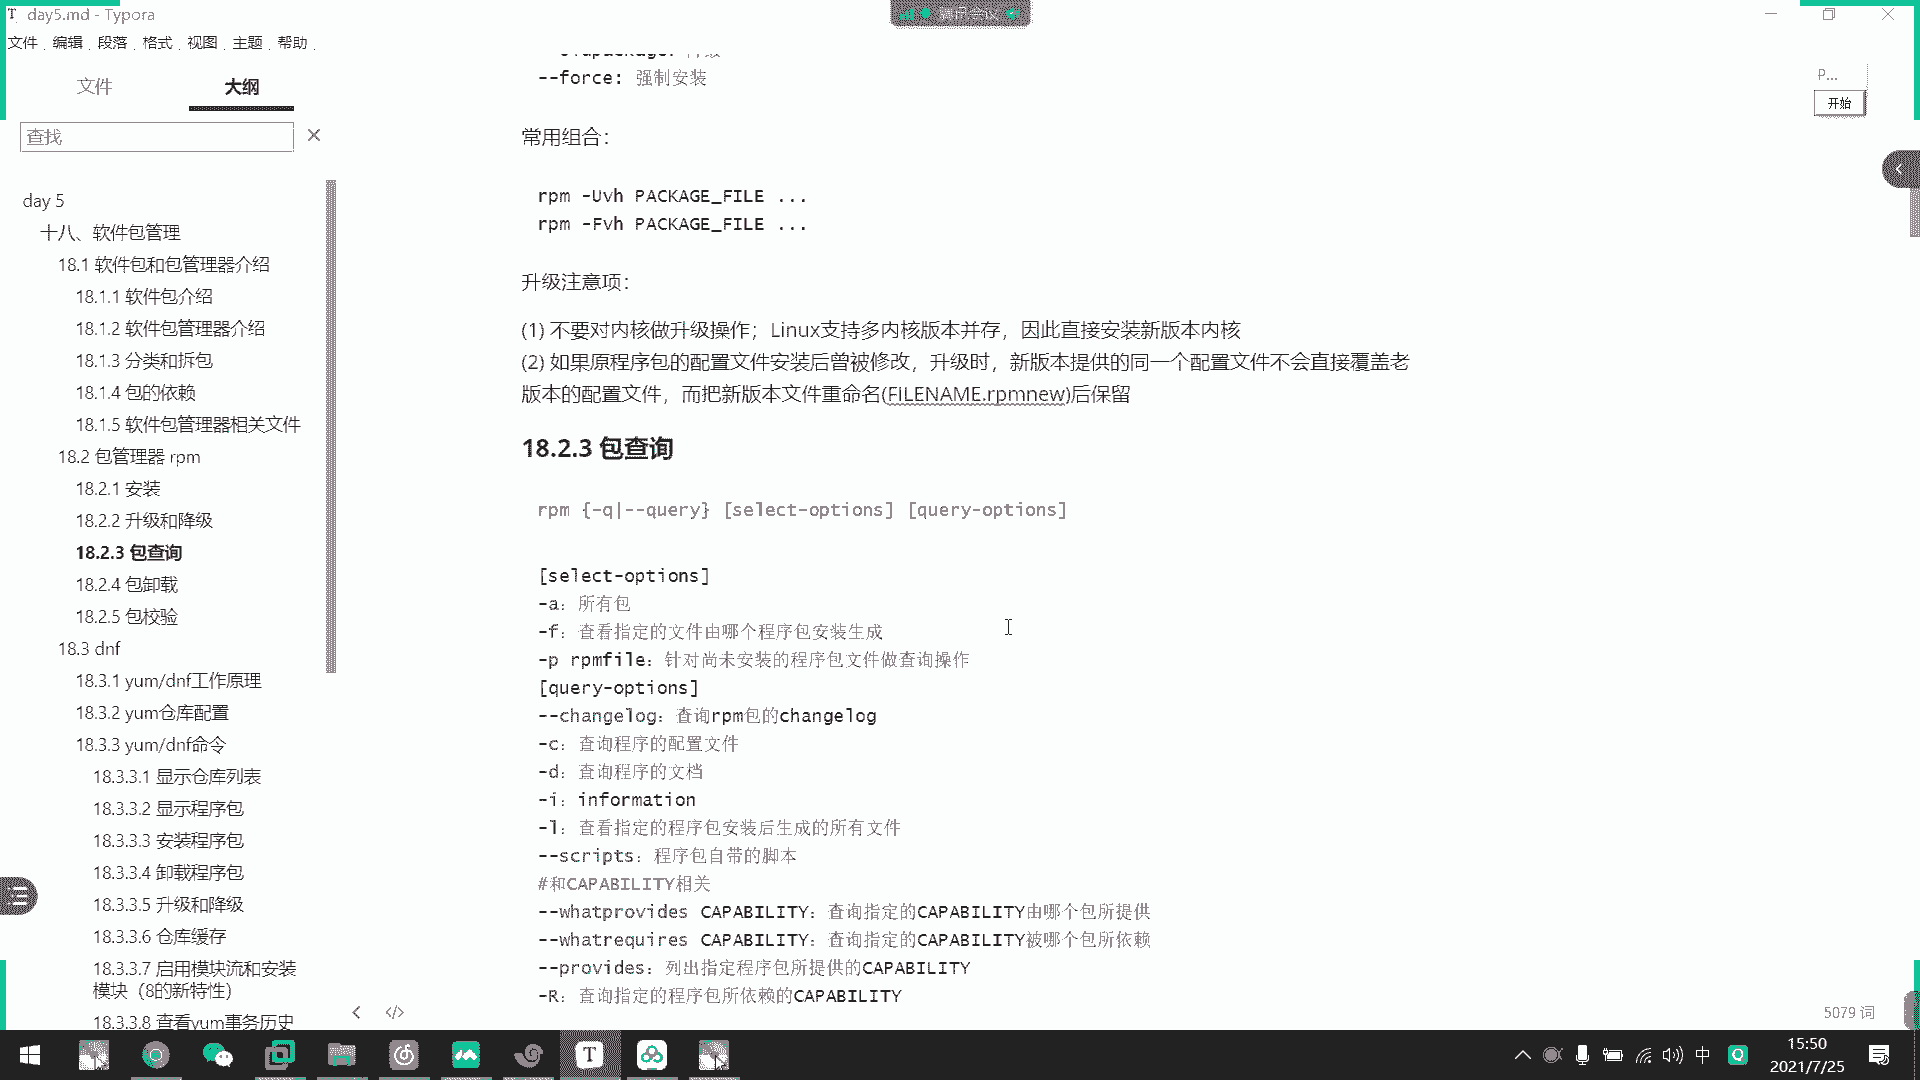 day5.md - Typora
腾讯会议
文件 编辑 段落 格式 视图 主题 帮助
文件
大纲
查找
day 5
十八、软件包管理
18.1 软件包和包管理器介绍
18.1.1 软件包介绍
18.1.2 软件包管理器介绍
18.1.3 分类和拆包
18.1.4 包的依赖
18.1.5 软件包管理器相关文件
18.2 包管理器 rpm
18.2.1 安装
18.2.2 升级和降级
18.2.3 包查询
18.2.4 包卸载
18.2.5 包校验
18.3 dnf
18.3.1 yum/dnf工作原理
18.3.2 yum仓库配置
18.3.3 yum/dnf命令
18.3.3.1 显示仓库列表
18.3.3.2 显示程序包
18.3.3.3 安装程序包
18.3.3.4 卸载程序包
18.3.3.5 升级和降级
18.3.3.6 仓库缓存
18.3.3.7 启用模块流和安装
模块（8的新特性）
18.3.3.8 查看yum事务历史
--force: 强制安装
常用组合：
rpm -Uvh PACKAGE_FILE ...
rpm -Fvh PACKAGE_FILE ...
升级注意项：
(1) 不要对内核做升级操作；Linux支持多内核版本并存，因此直接安装新版本内核
(2) 如果原程序包的配置文件安装后曾被修改，升级时，新版本提供的同一个配置文件不会直接覆盖老
版本的配置文件，而把新版本文件重命名(FILENAME.rpmnew)后保留
18.2.3 包查询
rpm {-q|--query} [select-options] [query-options]
[select-options]
-a：所有包
-f：查看指定的文件由哪个程序包安装生成
-p rpmfile：针对尚未安装的程序包文件做查询操作
[query-options]
--changelog：查询rpm包的changelog
-c：查询程序的配置文件
-d：查询程序的文档
-i：information
-l：查看指定的程序包安装后生成的所有文件
--scripts：程序包自带的脚本
#和CAPABILITY相关
--whatprovides CAPABILITY：查询指定的CAPABILITY由哪个包所提供
--whatrequires CAPABILITY：查询指定的CAPABILITY被哪个包所依赖
--provides：列出指定程序包所提供的CAPABILITY
-R：查询指定的程序包所依赖的CAPABILITY
P...
开始
5079 词
中
15:50
2021/7/25